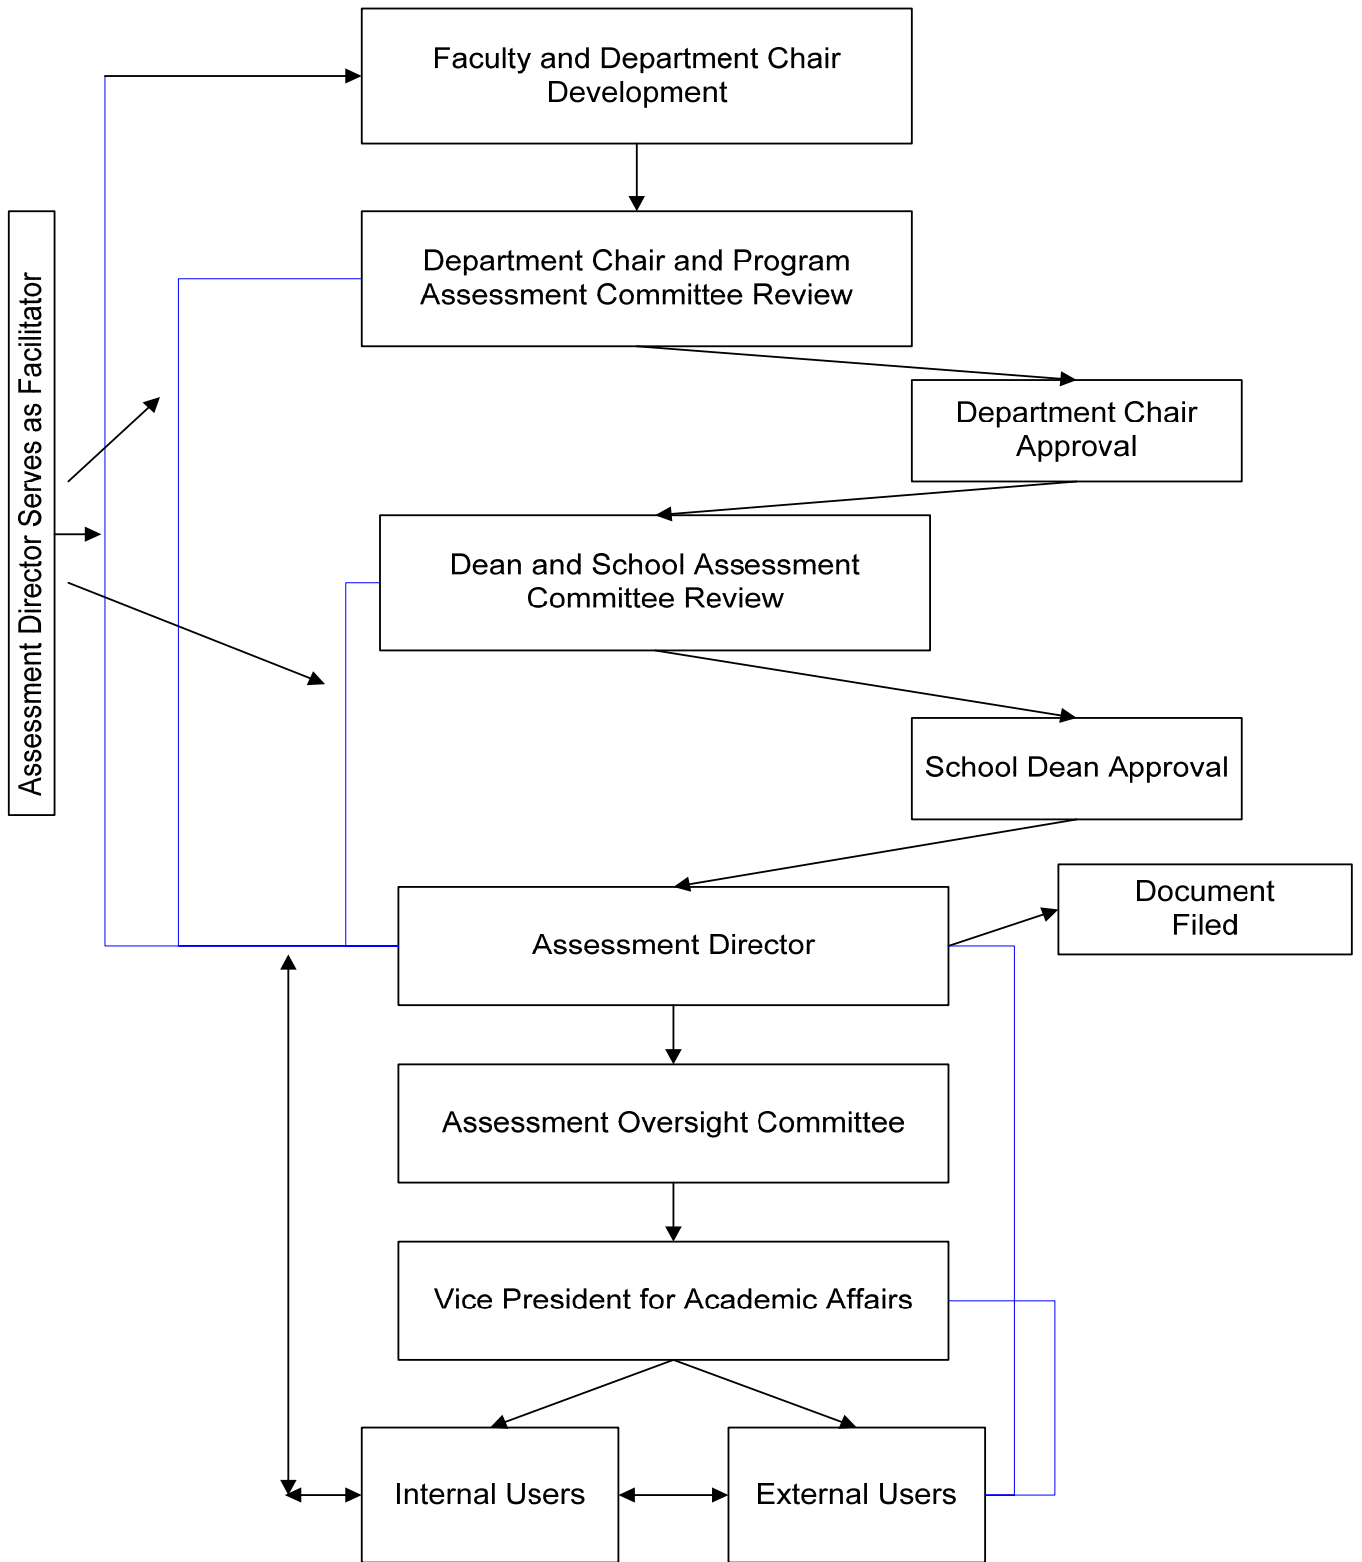 Faculty and Department Chair
Development
Assessment Director Serves as Facilitator
Department Chair and Program
Assessment Committee Review
Department Chair
Approval
Dean and School Assessment
Committee Review
School Dean Approval
Document
Filed
Assessment Director
Assessment Oversight Committee
Vice President for Academic Affairs
Internal Users
External Users